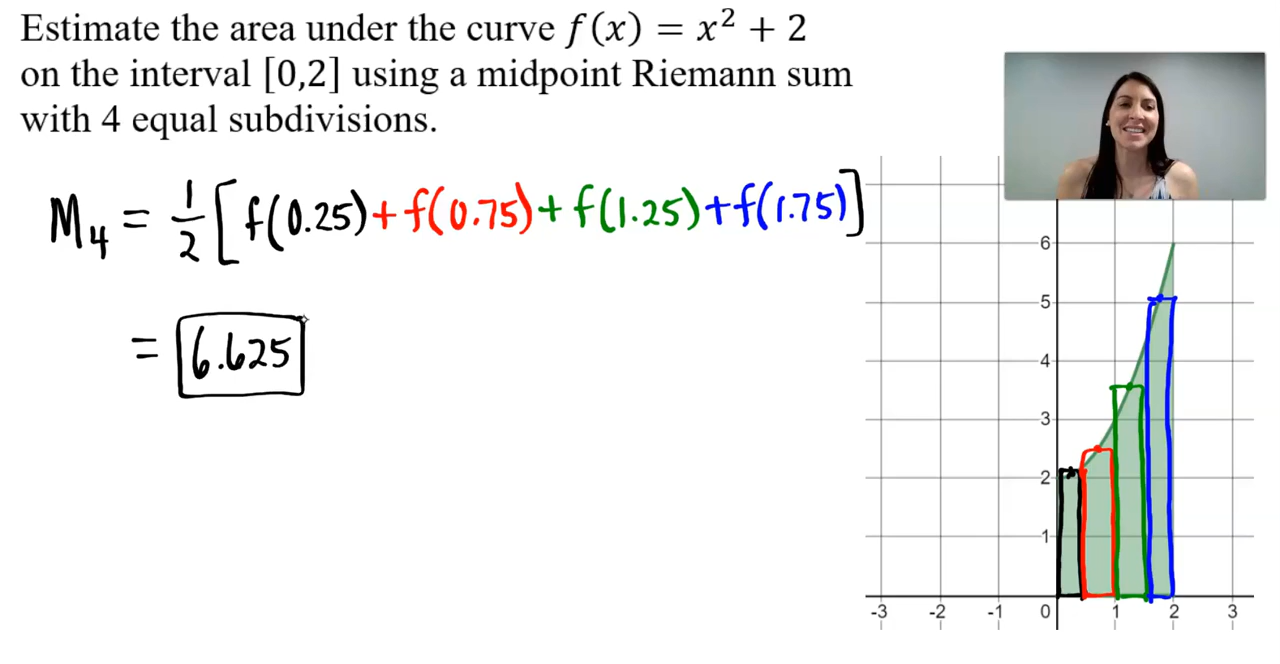 Estimate the area under the curve f(x) = x² + 2
on the interval [0,2] using a midpoint Riemann sum
with 4 equal subdivisions.
M₄ = 1/2 [f(0.25) + f(0.75) + f(1.25) + f(1.75)]
= 6.625
6
5
4
3
2
1
-3 -2 -1 0 1 2 3